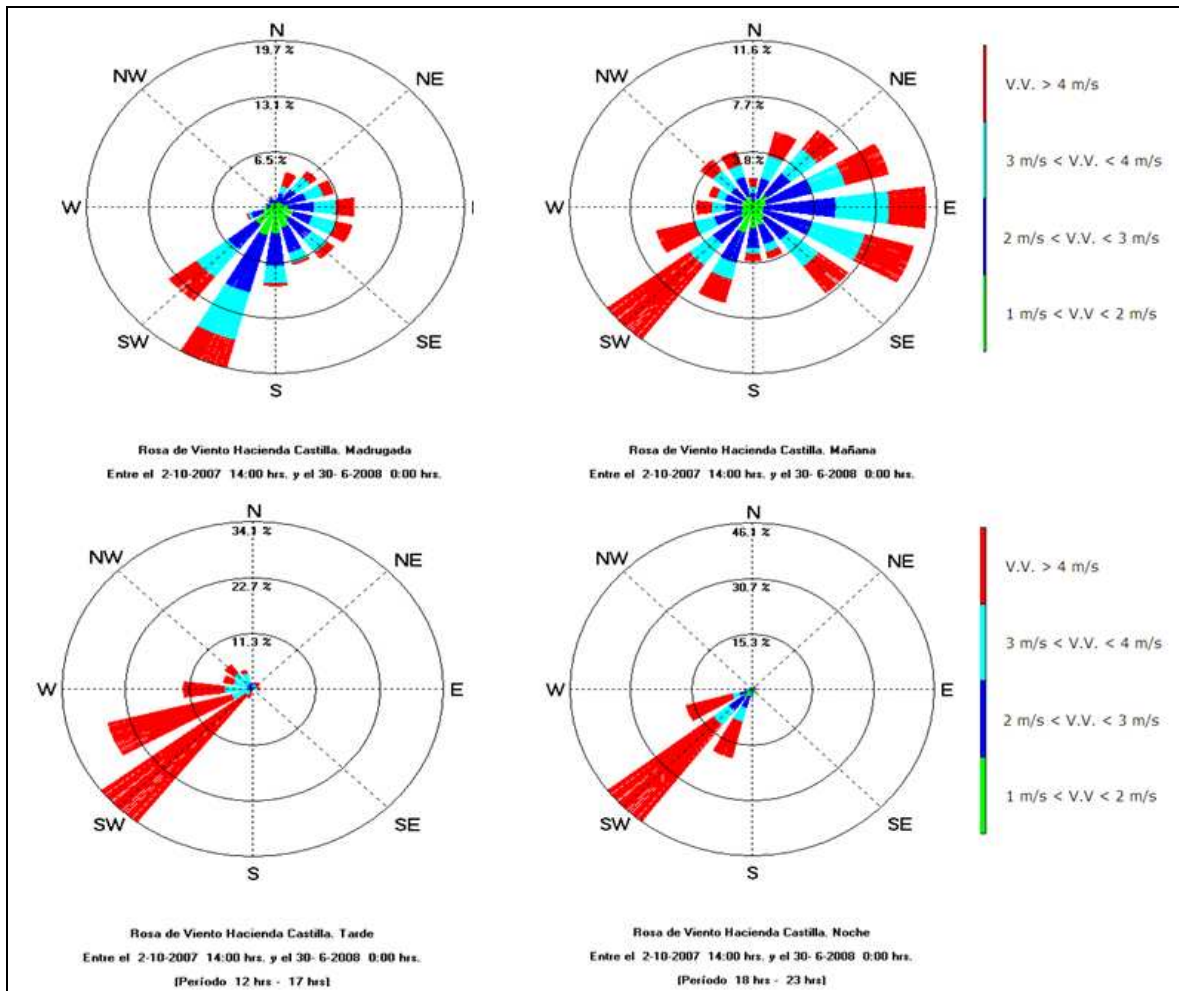 N
19.7 %
NW
NE
13.1 %
6.5 %
W
SW
SE
S
Rosa de Viento Hacienda Castilla. Madrugada
Entre el 2-10-2007 14:00 hrs. y el 30- 6-2008 0:00 hrs.
N
11.6 %
NW
NE
7.7 %
3.8 %
W
E
SW
SE
S
Rosa de Viento Hacienda Castilla. Mañana
Entre el 2-10-2007 14:00 hrs. y el 30- 6-2008 0:00 hrs.
V.V. > 4 m/s
3 m/s < V.V. < 4 m/s
2 m/s < V.V. < 3 m/s
1 m/s < V.V < 2 m/s
N
34.1 %
NW
NE
22.7 %
11.3 %
W
E
SW
SE
S
Rosa de Viento Hacienda Castilla. Tarde
Entre el 2-10-2007 14:00 hrs. y el 30- 6-2008 0:00 hrs.
[Período 12 hrs - 17 hrs]
N
46.1 %
NW
NE
30.7 %
15.3 %
W
E
SW
SE
S
Rosa de Viento Hacienda Castilla. Noche
Entre el 2-10-2007 14:00 hrs. y el 30- 6-2008 0:00 hrs.
[Período 18 hrs - 23 hrs]
V.V. > 4 m/s
3 m/s < V.V. < 4 m/s
2 m/s < V.V. < 3 m/s
1 m/s < V.V < 2 m/s